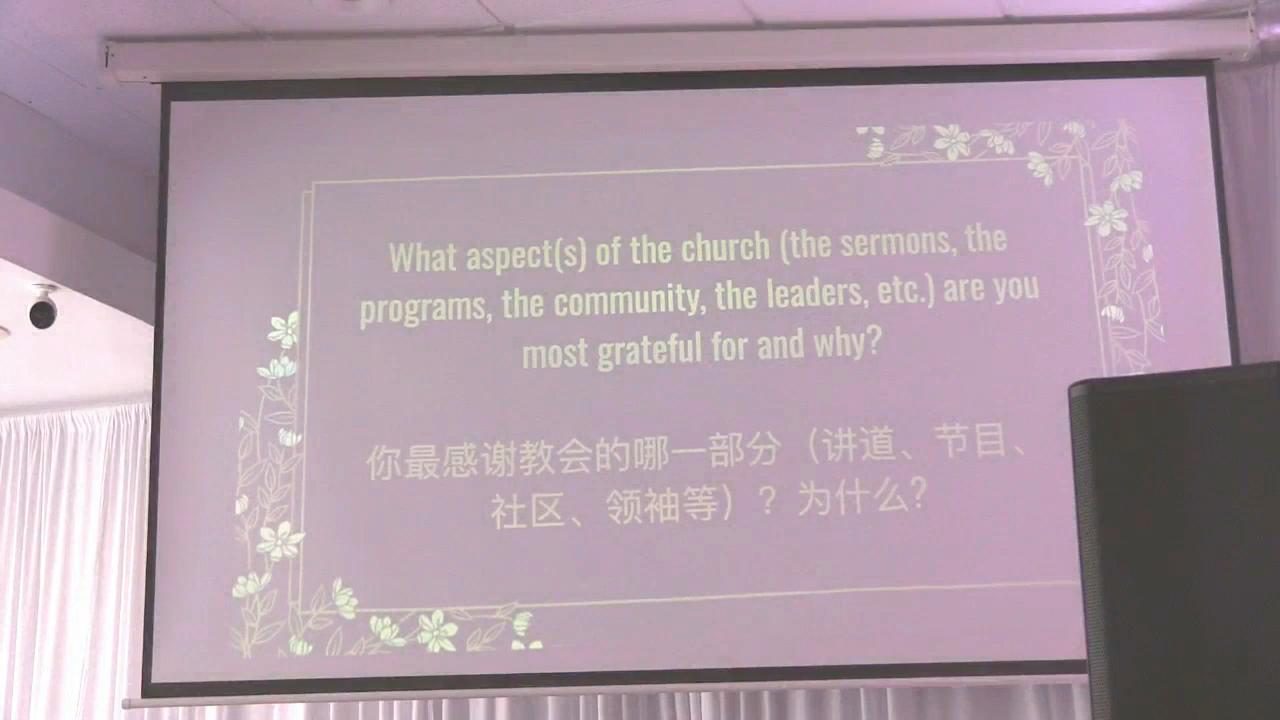 What aspect(s) of the church (the sermons, the
programs, the community, the leaders, etc.) are you
most grateful for and why?
你最感谢教会的哪一部分（讲道、节目、
社区、领袖等）？为什么?